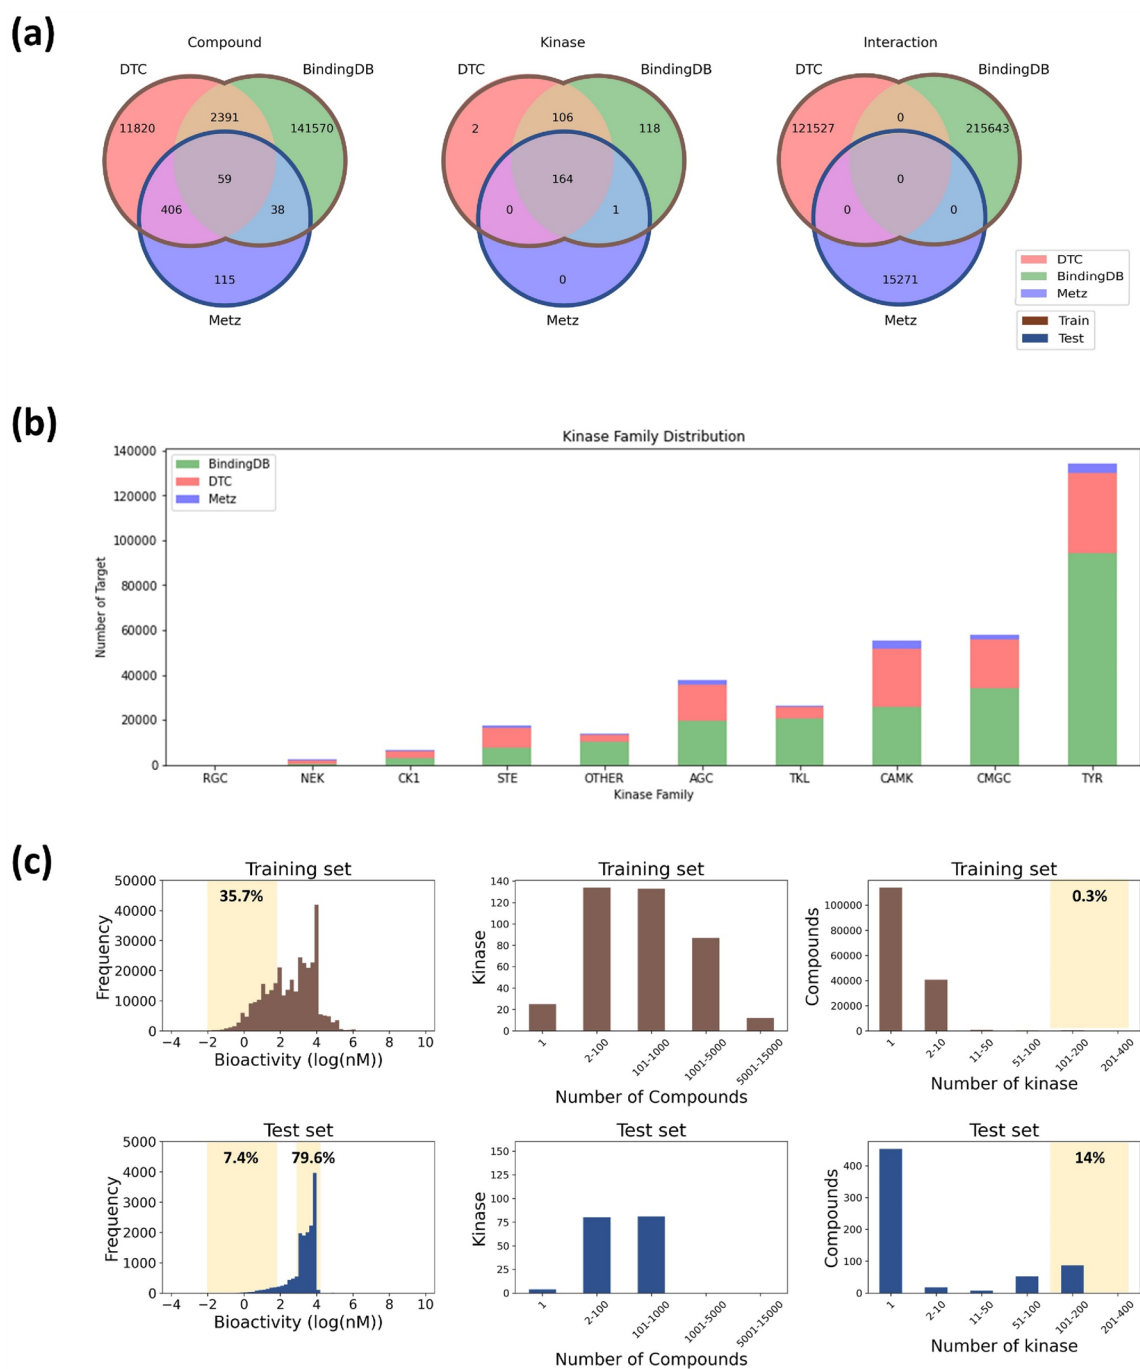 (a)
Compound
DTC
BindingDB
11820
2391
141570
59
406
38
115
Metz
Kinase
DTC
BindingDB
2
106
118
164
0
1
0
Metz
Interaction
DTC
BindingDB
121527
0
215643
0
0
0
15271
Metz
DTC
BindingDB
Metz
Train
Test
(b)
Kinase Family Distribution
BindingDB
DTC
Metz
Number of Target
140000
120000
100000
80000
60000
40000
20000
0
RGC NEK CK1 STE OTHER AGC TKL CAMK CMGC TYR
Kinase Family
(c)
Training set
35.7%
Frequency
50000
40000
30000
20000
10000
0
−4 −2 0 2 4 6 8 10
Bioactivity (log(nM))
Training set
Kinase
140
120
100
80
60
40
20
0
1 2-100 101-1000 1001-5000 5001-15000
Number of Compounds
Training set
0.3%
Compounds
100000
80000
60000
40000
20000
0
1 2-10 11-50 51-100 101-200 201-400
Number of kinase
Test set
7.4% 79.6%
Frequency
5000
4000
3000
2000
1000
0
−4 −2 0 2 4 6 8 10
Bioactivity (log(nM))
Test set
Kinase
150
125
100
75
50
25
0
1 2-100 101-1000 1001-5000 5001-15000
Number of Compounds
Test set
14%
Compounds
400
300
200
100
0
1 2-10 11-50 51-100 101-200 201-400
Number of kinase